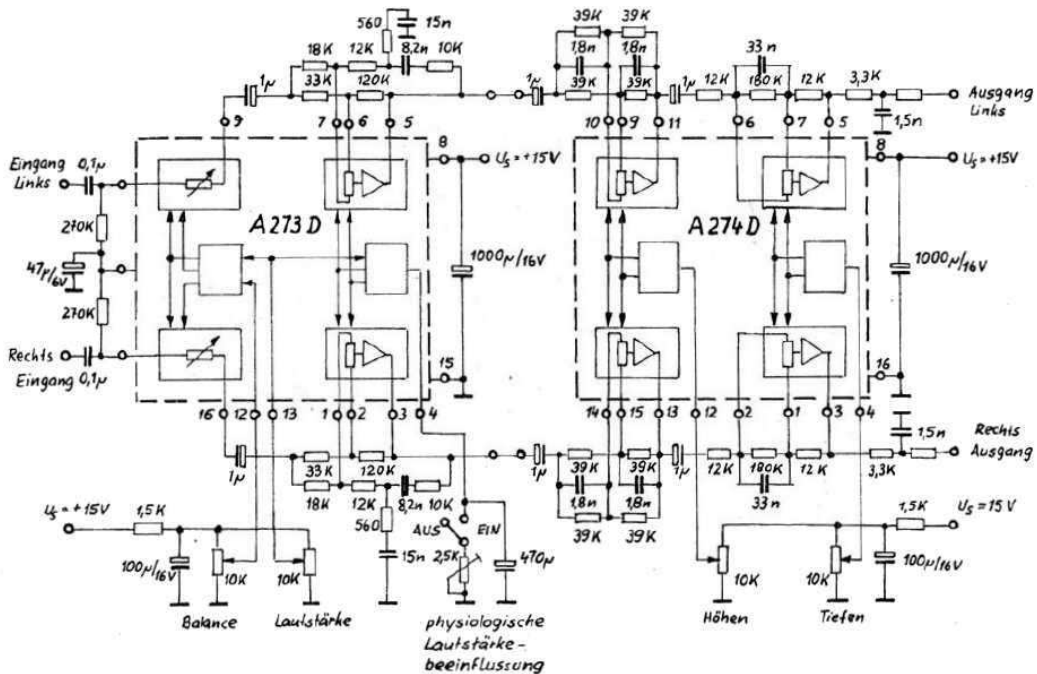 560 15n
18K 12K 8,2n 10K
1µ 33K 120K
9 7 6 5
39K 39K
1,8n 1,8n 33n
1µ 39K 39K 1µ 12K 180K 12K 3,3K
1,5n
Ausgang
Links
10 9 11 6 7 5
8 Us=+15V
8 Us=+15V
Eingang 0,1µ
Links
270K
A273D
A274D
47µ/6V
270K
1000µ/16V
1000µ/16V
Rechts
Eingang 0,1µ
15
16
16 12 13 1 2 3 4
14 15 13 12 2 1 3 4
1,5n
Rechts
Ausgang
1µ 33K 120K
18K 12K 8,2n 10K
1µ 39K 39K 1µ 12K 180K 12K 3,3K
1,8n 1,8n 33n
39K 39K
Us=+15V 1,5K
560
15n
AUS EIN
2,5K
470µ
1,5K Us=15V
100µ/16V 10K 10K
10K 10K 100µ/16V
Balance Lautstärke
physiologische
Lautstärke-
beeinflussung
Höhen Tiefen